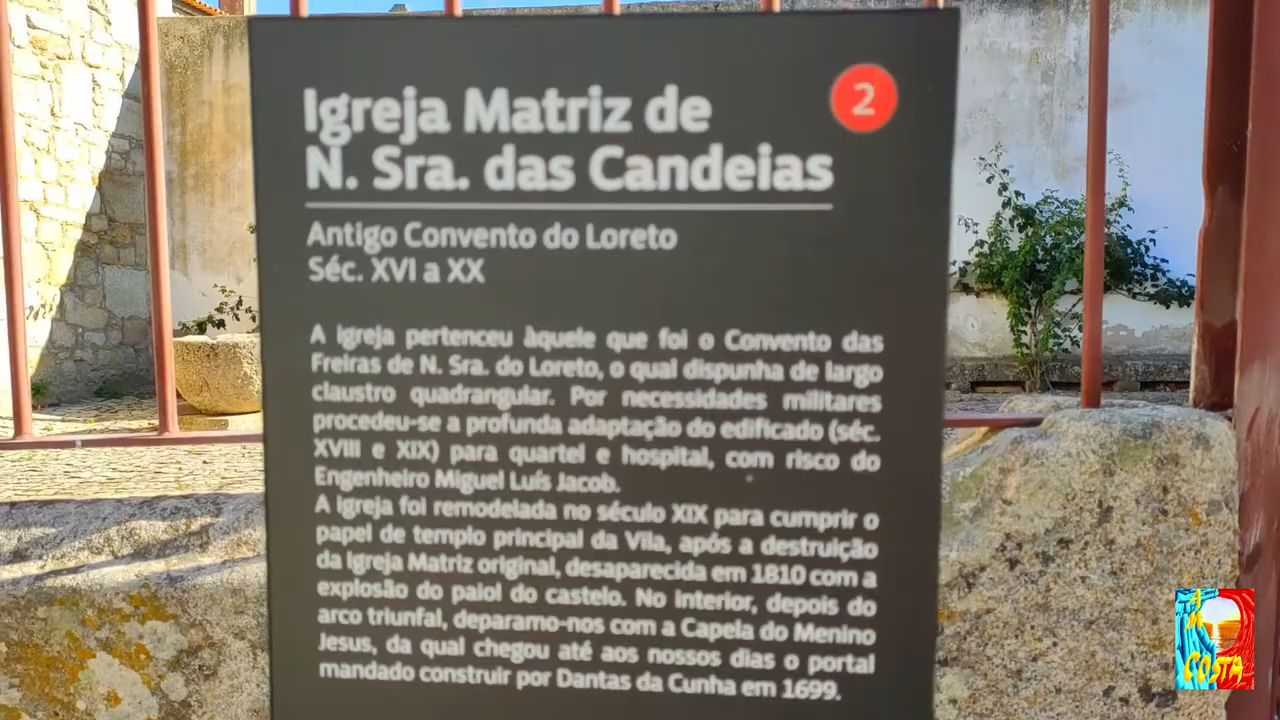 Igreja Matriz de
2
N. Sra. das Candeias
Antigo Convento do Loreto
Séc. XVI a XX
A Igreja pertenceu àquele que foi o Convento das
Freiras de N. Sra. do Loreto, o qual dispunha de largo
claustro quadrangular. Por necessidades militares
procedeu-se a profunda adaptação do edificado (séc.
XVIII e XIX) para quartel e hospital, com risco do
Engenheiro Miguel Luís Jacob.
A Igreja foi remodelada no século XIX para cumprir o
papel de templo principal da Vila, após a destruição
da Igreja Matriz original, desaparecida em 1810 com a
explosão do paiol do castelo. No interior, depois do
arco triunfal, deparamo-nos com a Capela do Menino
Jesus, da qual chegou até aos nossos dias o portal
mandado construir por Dantas da Cunha em 1699.
COSTA